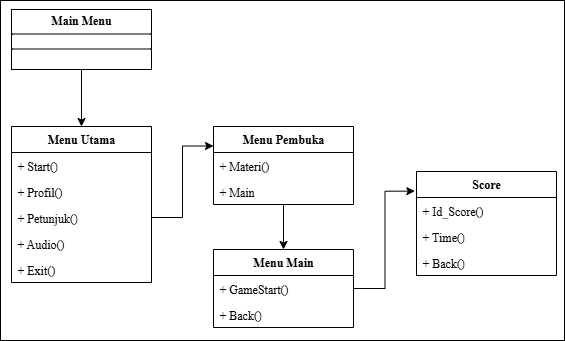 Main Menu
Menu Utama
+ Start()
+ Profil()
+ Petunjuk()
+ Audio()
+ Exit()
Menu Pembuka
+ Materi()
+ Main
Menu Main
+ GameStart()
+ Back()
Score
+ Id_Score()
+ Time()
+ Back()